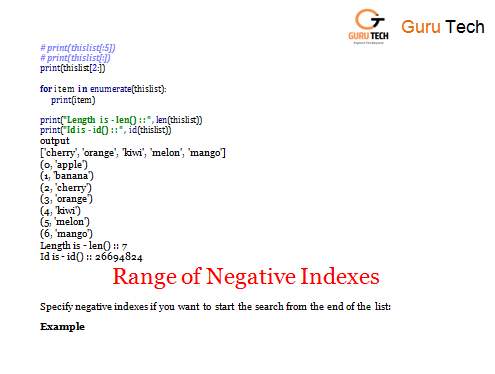 GURU TECH
Explore The Beyond
Guru Tech
# print(thislist[:5])
# print(thislist[:])
print(thislist[2:])
for item in enumerate(thislist):
print(item)
print("Length is - len() :: ", len(thislist))
print("Id is - id() :: ", id(thislist))
output
['cherry', 'orange', 'kiwi', 'melon', 'mango']
(0, 'apple')
(1, 'banana')
(2, 'cherry')
(3, 'orange')
(4, 'kiwi')
(5, 'melon')
(6, 'mango')
Length is - len() :: 7
Id is - id() :: 26694824
Range of Negative Indexes
Specify negative indexes if you want to start the search from the end of the list:
Example